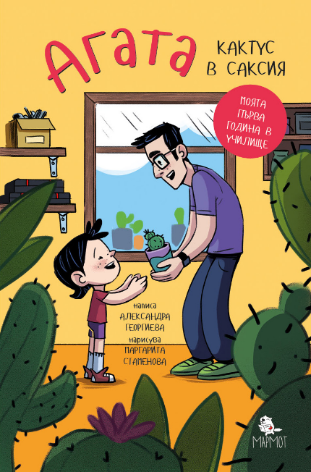 Агата
КАКТУС
В САКСИЯ
МОЯТА
ПЪРВА
ГОДИНА В
УЧИЛИЩЕ
написа
АЛЕКСАНДРА
ГЕОРГИЕВА
нарисува
МАРГАРИТА
СТАМЕНОВА
МАРМОТ